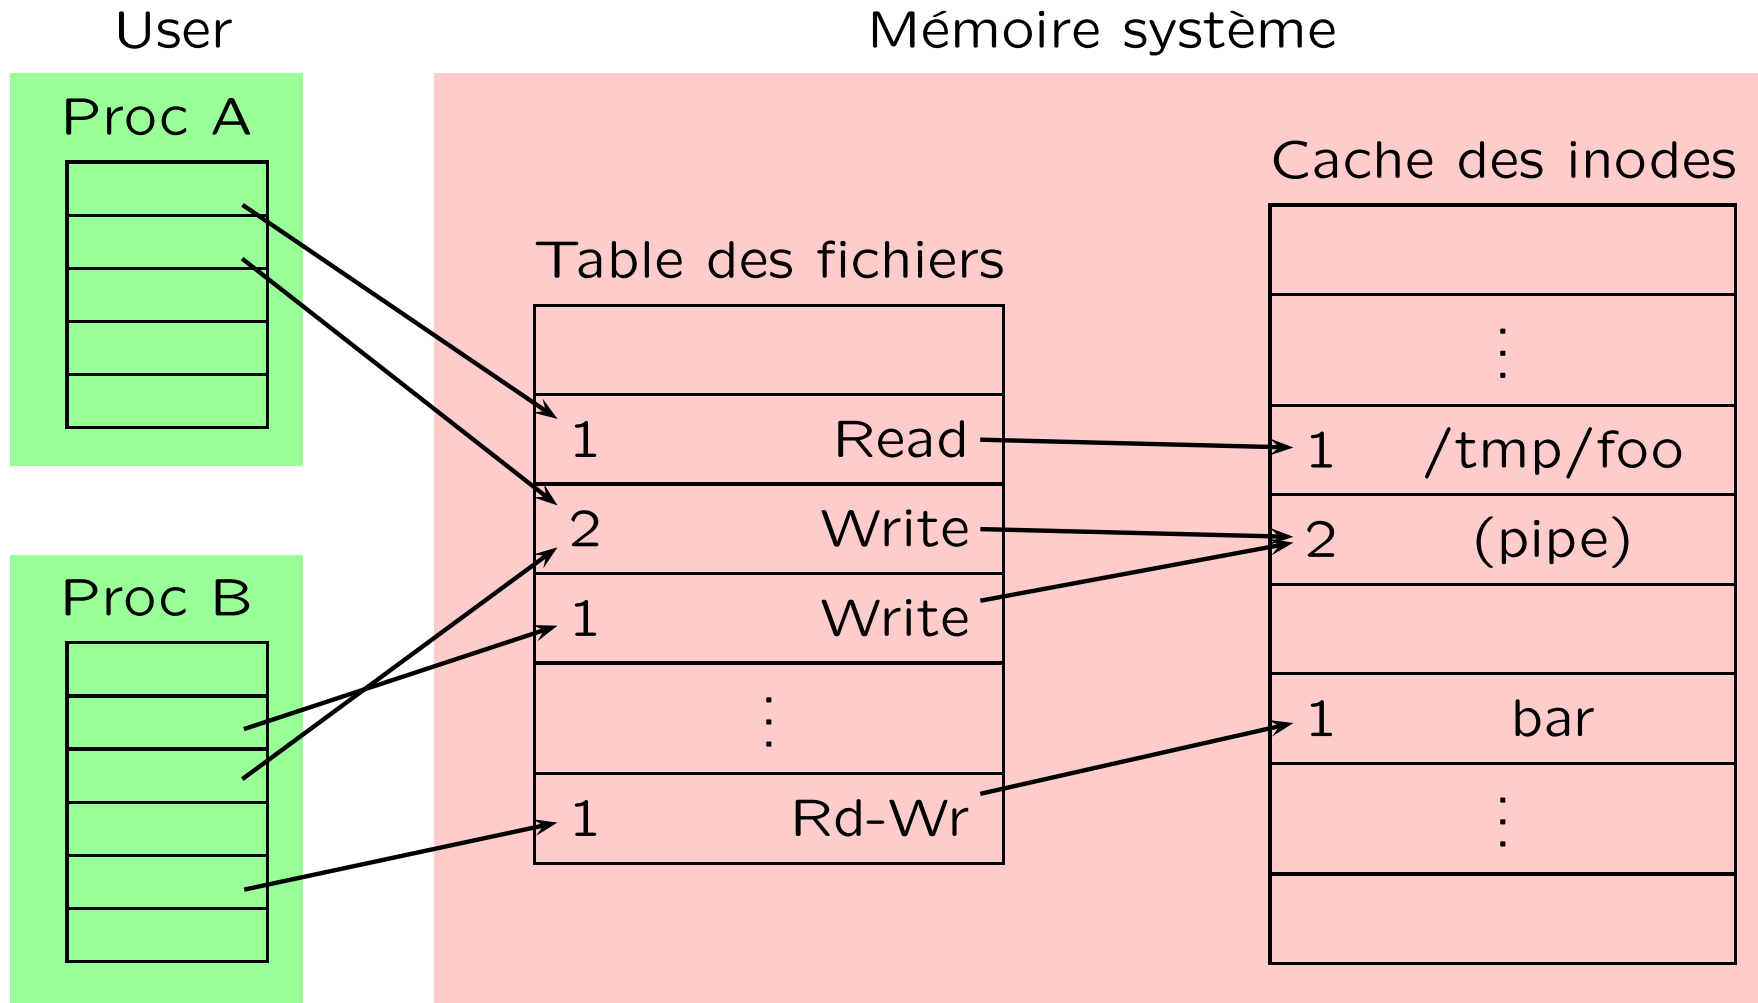 User
Mémoire système
Proc A
Proc B
Table des fichiers
1 Read
2 Write
1 Write
⋮
1 Rd-Wr
Cache des inodes
⋮
1 /tmp/foo
2 (pipe)
1 bar
⋮